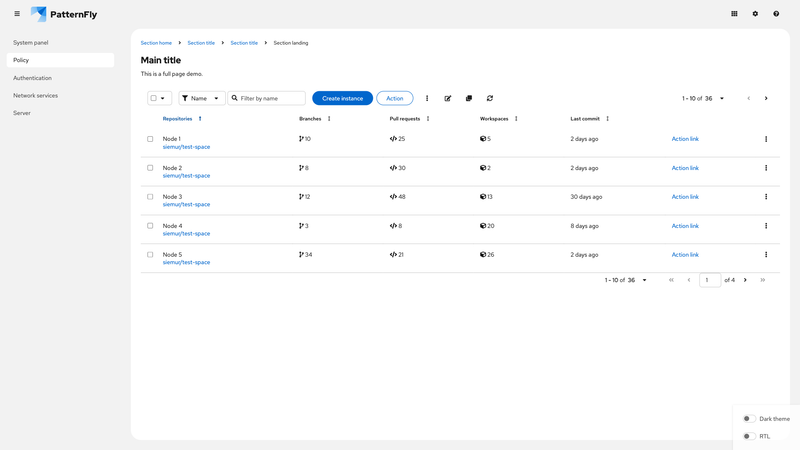 PatternFly
System panel
Policy
Authentication
Network services
Server
Section home Section title Section title Section landing
Main title
This is a full page demo.
Name Filter by name Create instance Action 1 - 10 of 36
Repositories Branches Pull requests Workspaces Last commit
Node 1 10 25 5 2 days ago Action link
siemur/test-space
Node 2 8 30 2 2 days ago Action link
siemur/test-space
Node 3 12 48 13 30 days ago Action link
siemur/test-space
Node 4 3 8 20 8 days ago Action link
siemur/test-space
Node 5 34 21 26 2 days ago Action link
siemur/test-space
1 - 10 of 36 1 of 4
Dark theme
RTL